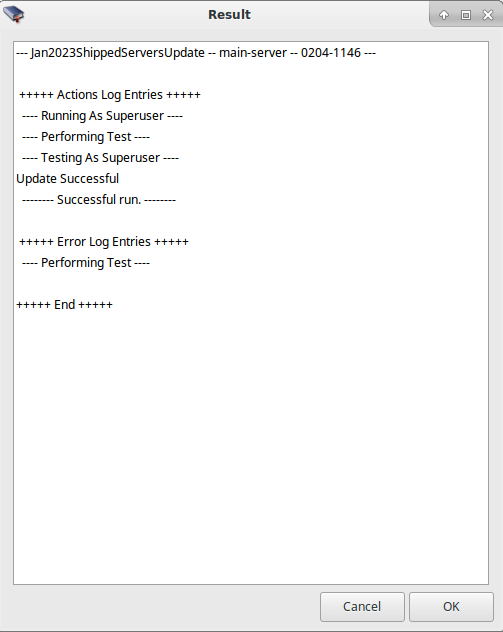 Result
--- Jan2023ShippedServersUpdate -- main-server -- 0204-1146 ---
+++++ Actions Log Entries +++++
---- Running As Superuser ----
---- Performing Test ----
---- Testing As Superuser ----
Update Successful
-------- Successful run. --------
+++++ Error Log Entries +++++
---- Performing Test ----
+++++ End +++++
Cancel
OK